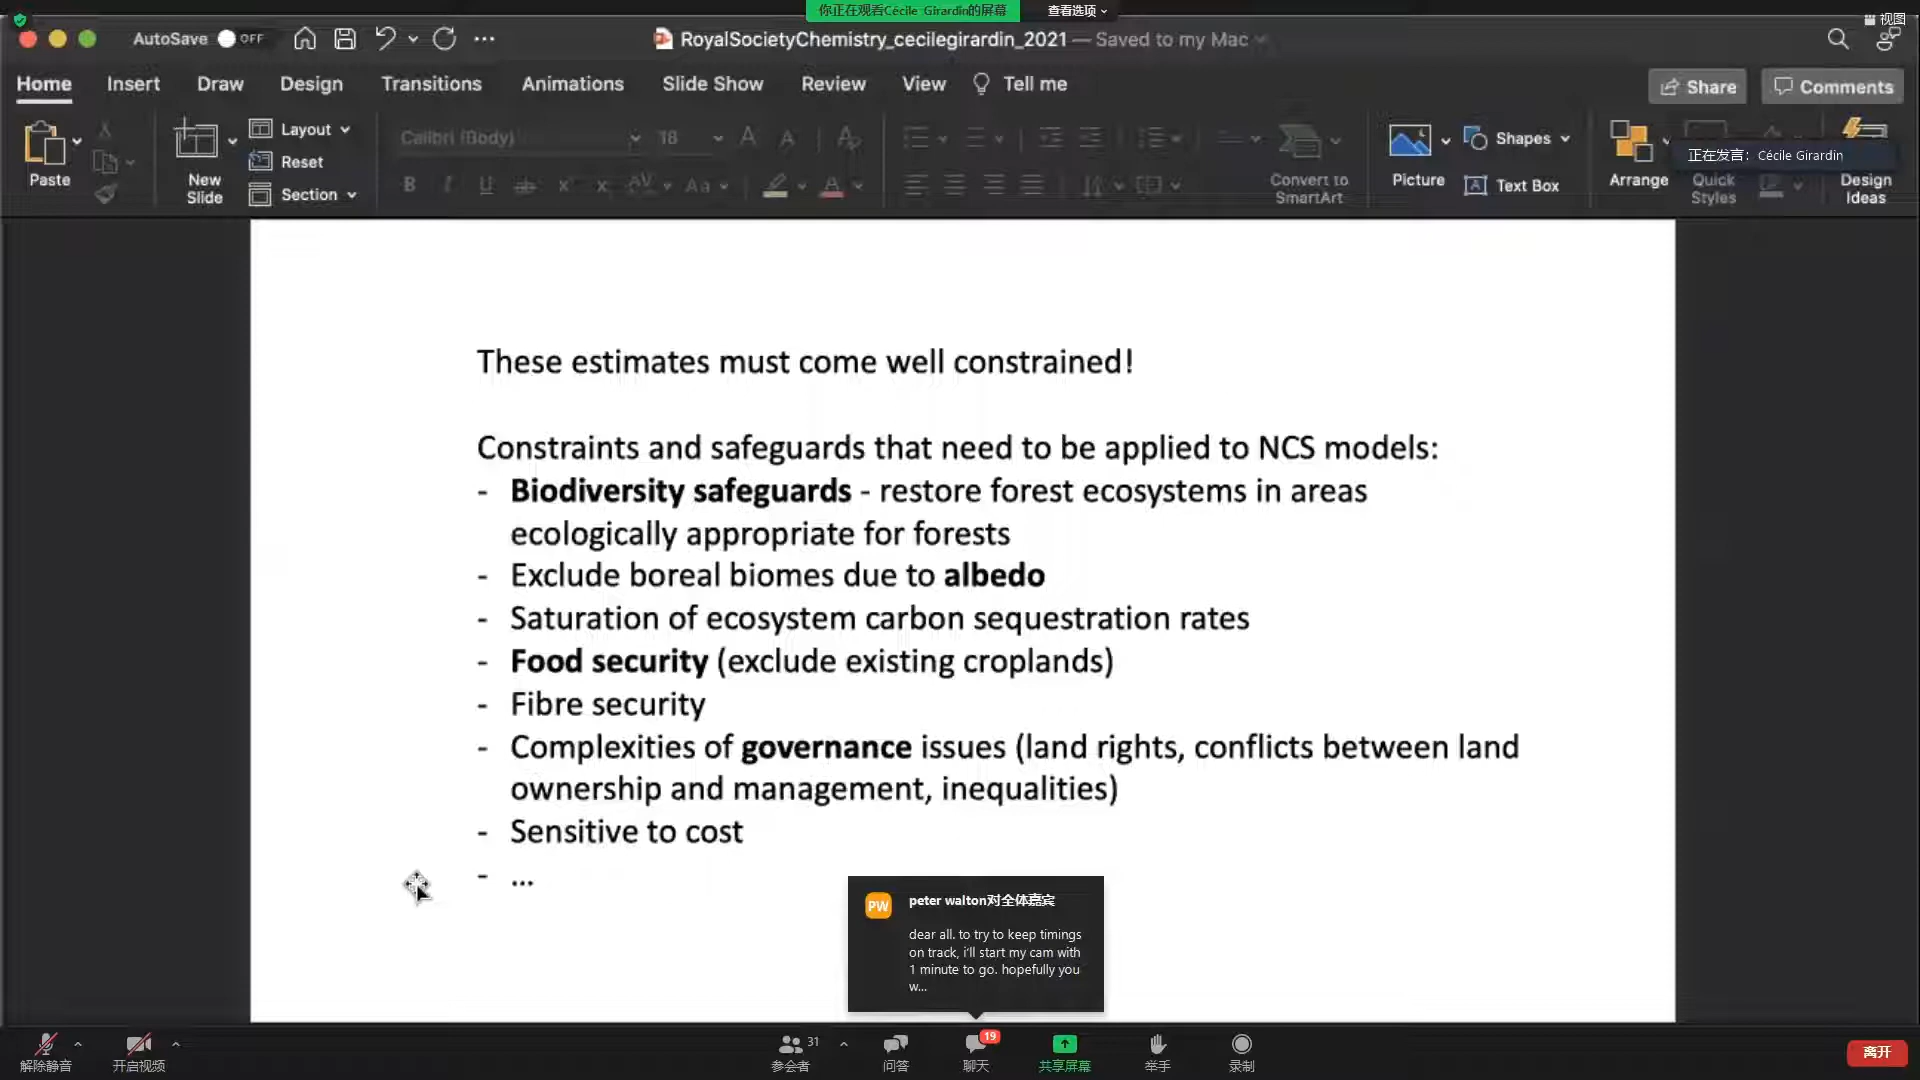 你正在观看Cécile Girardin的屏幕
查看选项
视图
AutoSave
OFF
RoyalSocietyChemistry_cecilegirardin_2021 — Saved to my Mac
Home
Insert
Draw
Design
Transitions
Animations
Slide Show
Review
View
Tell me
Share
Comments
Paste
New
Slide
Layout
Reset
Section
Calibri (Body)
18
Convert to
SmartArt
Picture
Shapes
Text Box
Arrange
Quick
Styles
Design
Ideas
正在发言: Cécile Girardin
These estimates must come well constrained!
Constraints and safeguards that need to be applied to NCS models:
- Biodiversity safeguards - restore forest ecosystems in areas
ecologically appropriate for forests
- Exclude boreal biomes due to albedo
- Saturation of ecosystem carbon sequestration rates
- Food security (exclude existing croplands)
- Fibre security
- Complexities of governance issues (land rights, conflicts between land
ownership and management, inequalities)
- Sensitive to cost
- ...
PW
peter walton对全体嘉宾
dear all. to try to keep timings
on track, i'll start my cam with
1 minute to go. hopefully you
w...
解除静音
开启视频
31
参会者
问答
19
聊天
共享屏幕
举手
录制
离开